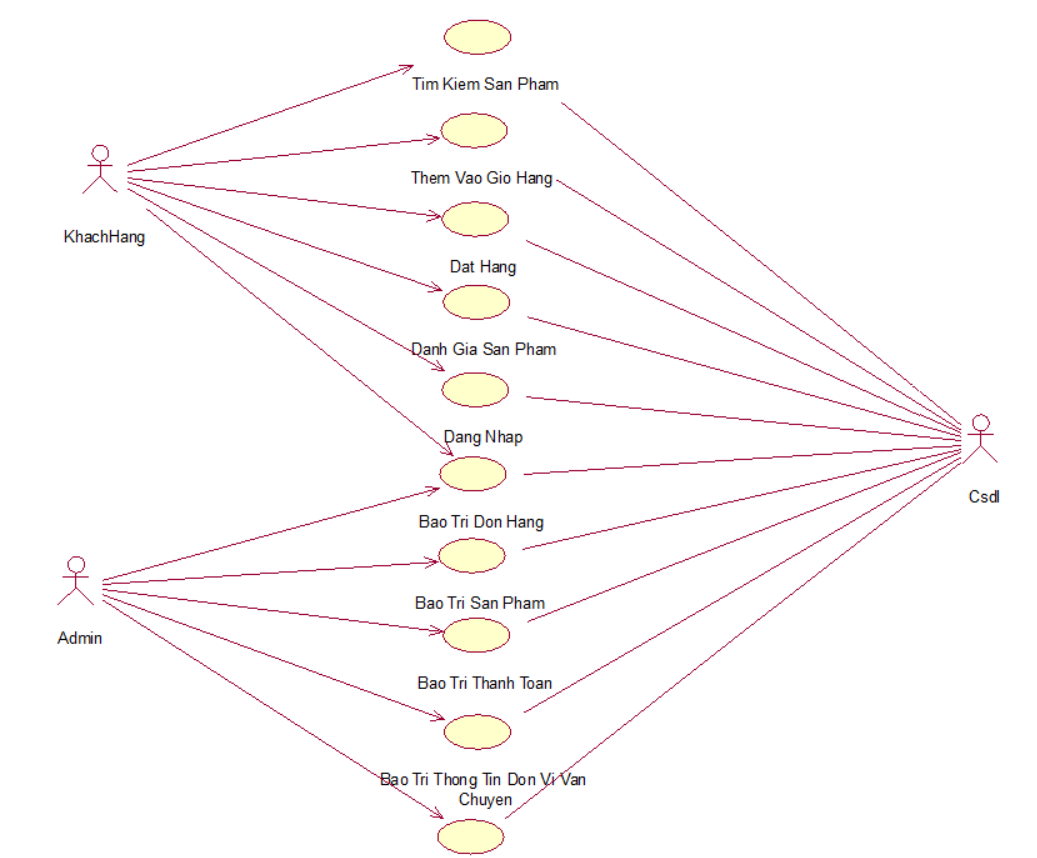 Tim Kiem San Pham
Them Vao Gio Hang
KhachHang
Dat Hang
Danh Gia San Pham
Dang Nhap
Csdl
Bao Tri Don Hang
Bao Tri San Pham
Admin
Bao Tri Thanh Toan
Bao Tri Thong Tin Don Vi Van
Chuyen